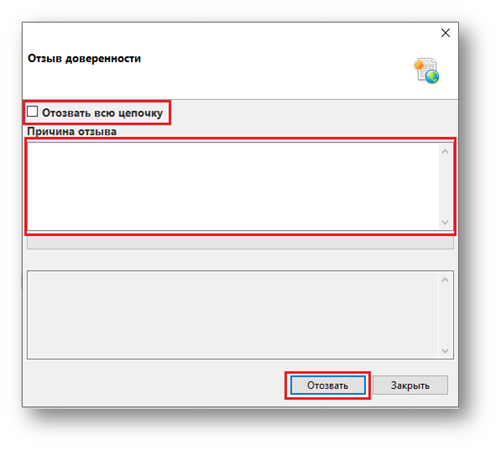 Отзыв доверенности
Отозвать всю цепочку
Причина отзыва
Отозвать
Закрыть